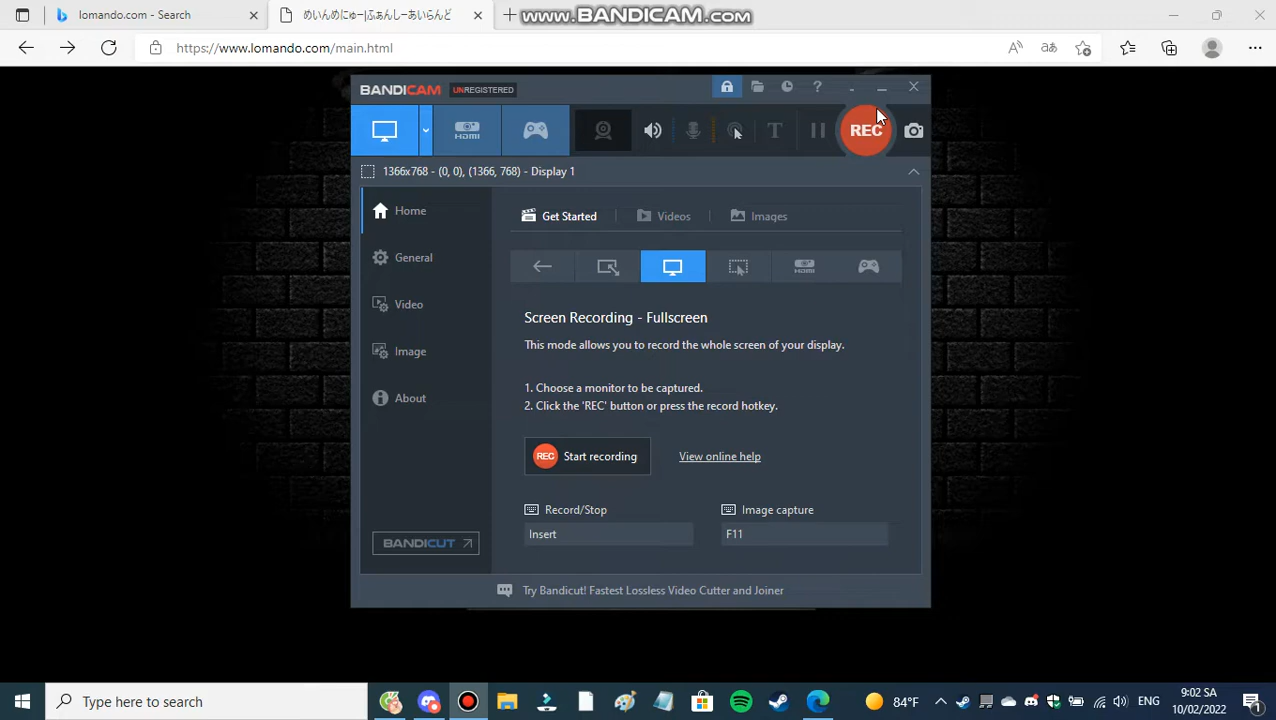 lomando.com - Search
めいんめにゅー|ふぁんしーあいらんど
www.BANDICAM.com
https://www.lomando.com/main.html
BANDICAM UNREGISTERED
HDMI
REC
1366x768 - (0, 0), (1366, 768) - Display 1
Home
General
Video
Image
About
BANDICUT
Get Started
Videos
Images
HDMI
Screen Recording - Fullscreen
This mode allows you to record the whole screen of your display.
1. Choose a monitor to be captured.
2. Click the 'REC' button or press the record hotkey.
REC Start recording
View online help
Record/Stop
Image capture
Insert
F11
Try Bandicut! Fastest Lossless Video Cutter and Joiner
Type here to search
84°F
ENG
9:02 SA
10/02/2022
1